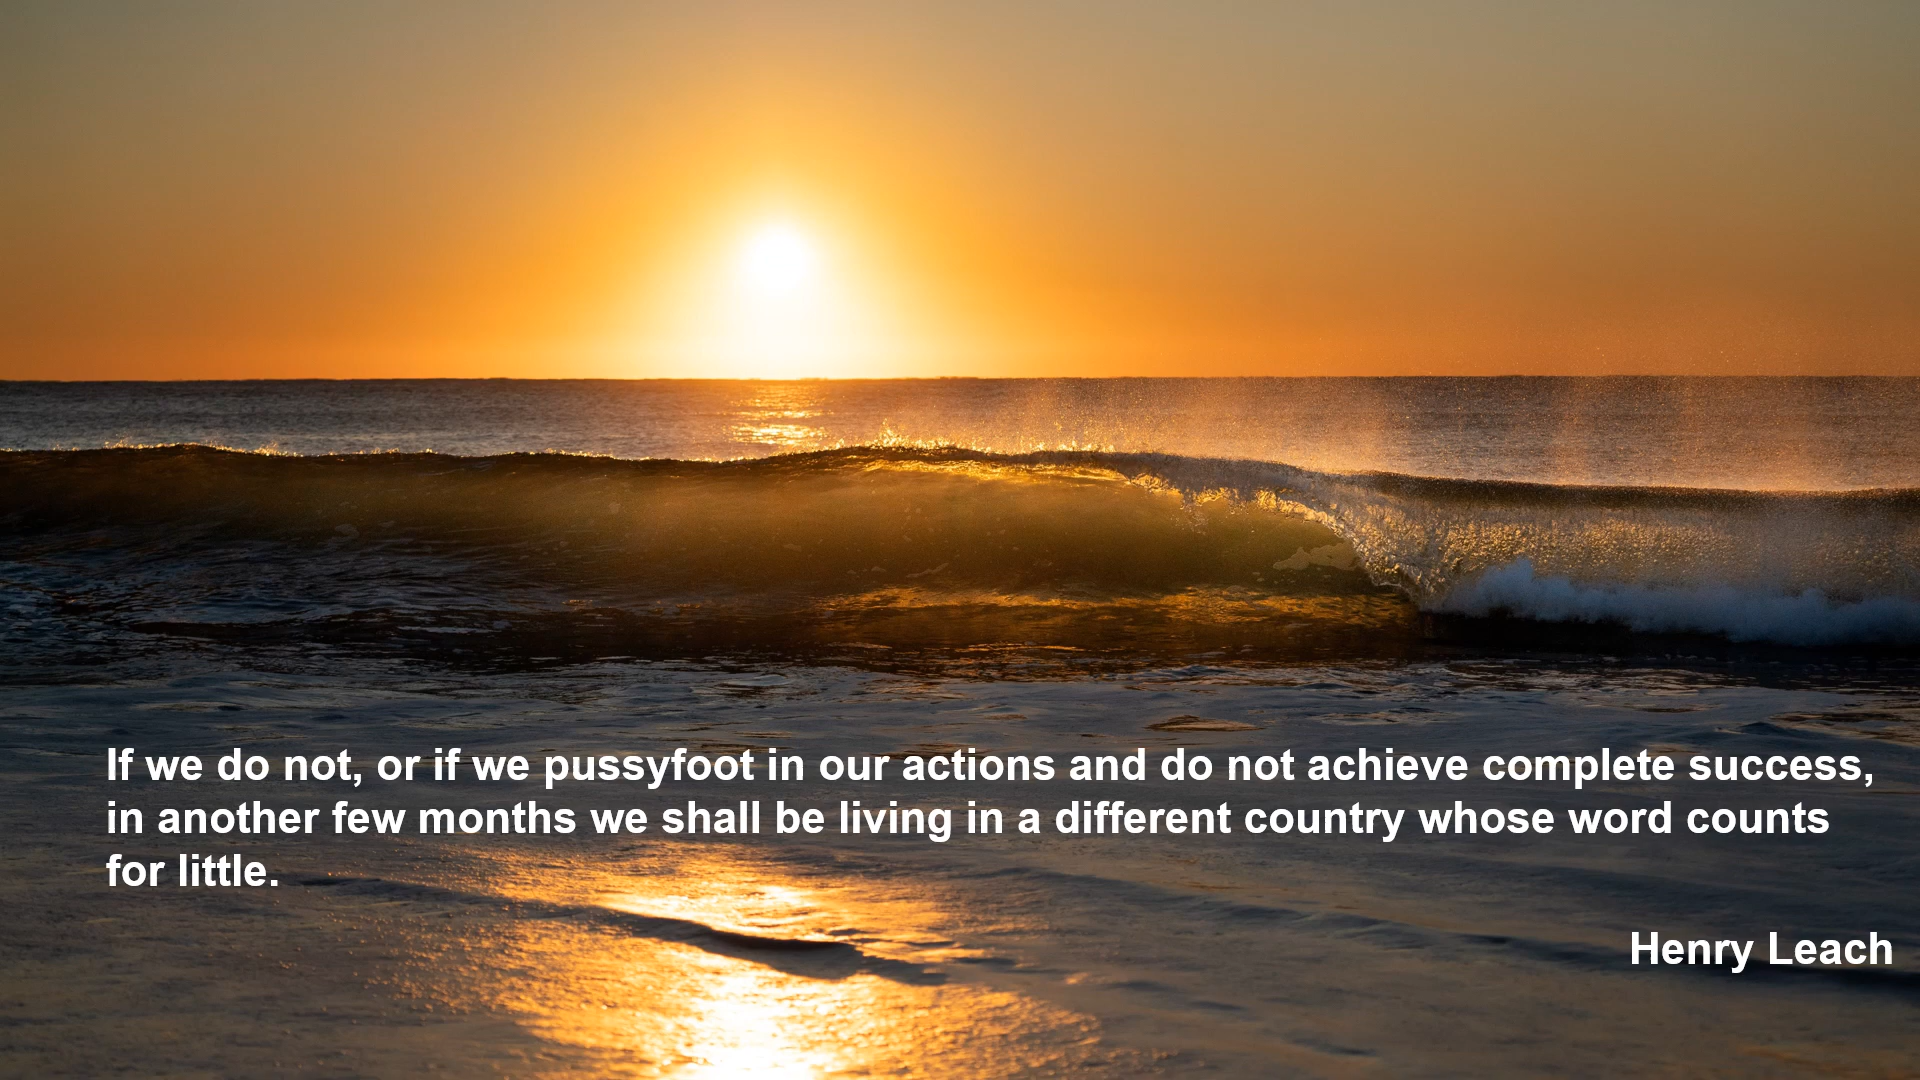 If we do not, or if we pussyfoot in our actions and do not achieve complete success,
in another few months we shall be living in a different country whose word counts
for little.
Henry Leach